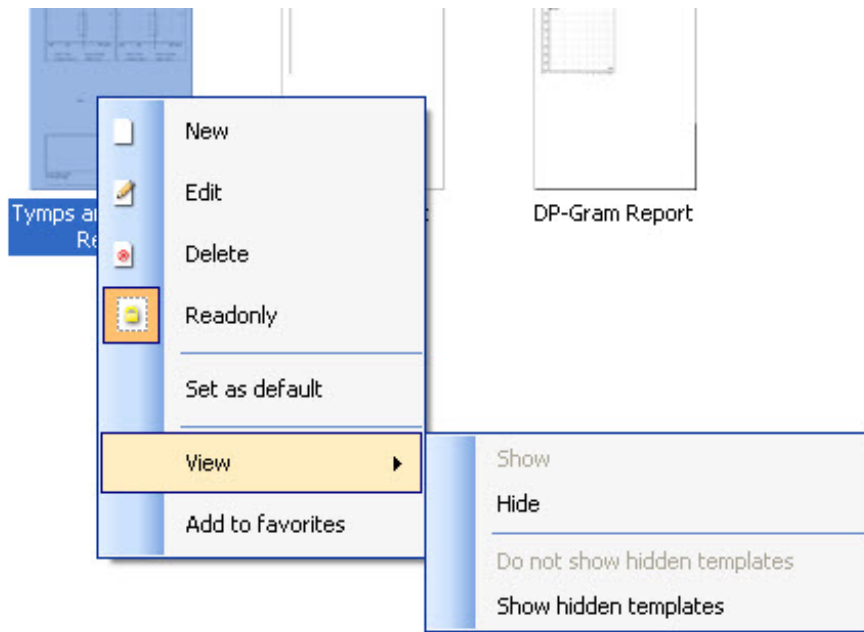 New
Edit
Delete
Readonly
Set as default
View
Add to favorites
Show
Hide
Do not show hidden templates
Show hidden templates
Tymps
DP-Gram Report